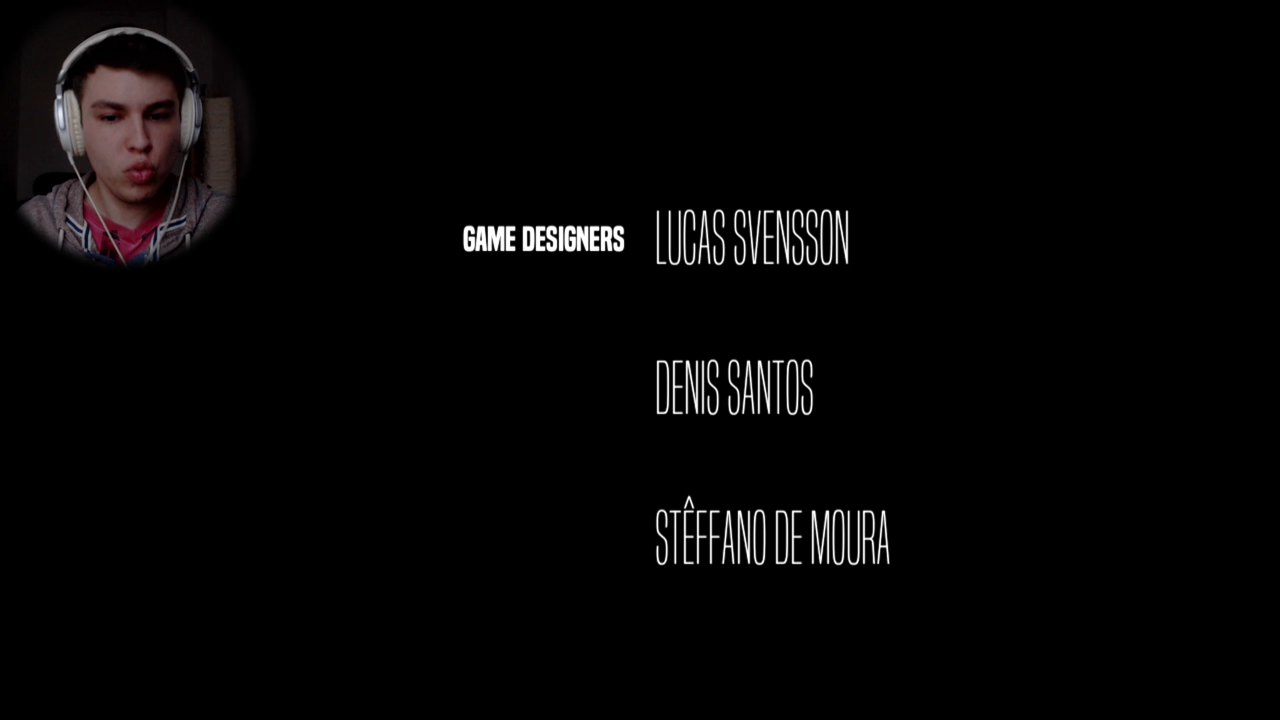 GAME DESIGNERS LUCAS SVENSSON
DENIS SANTOS
STÊFFANO DE MOURA